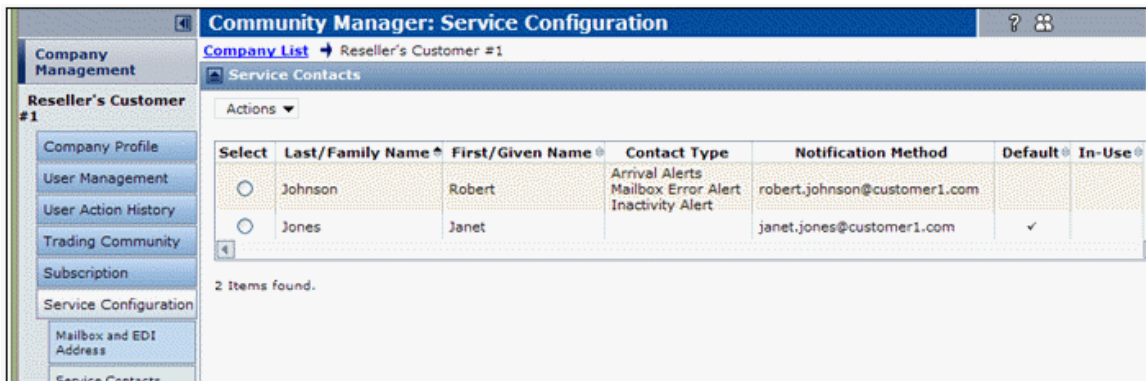 Community Manager: Service Configuration
?
Company Management
Company List Reseller's Customer #1
Service Contacts
Reseller's Customer #1
Actions
Company Profile
User Management
User Action History
Trading Community
Subscription
Service Configuration
Mailbox and EDI
Address
Service Contacts
Select Last/Family Name First/Given Name Contact Type Notification Method Default In-Use
Johnson Robert Arrival Alerts
Mailbox Error Alert
Inactivity Alert robert.johnson@customer1.com
Jones Janet janet.jones@customer1.com ✓
2 Items found.